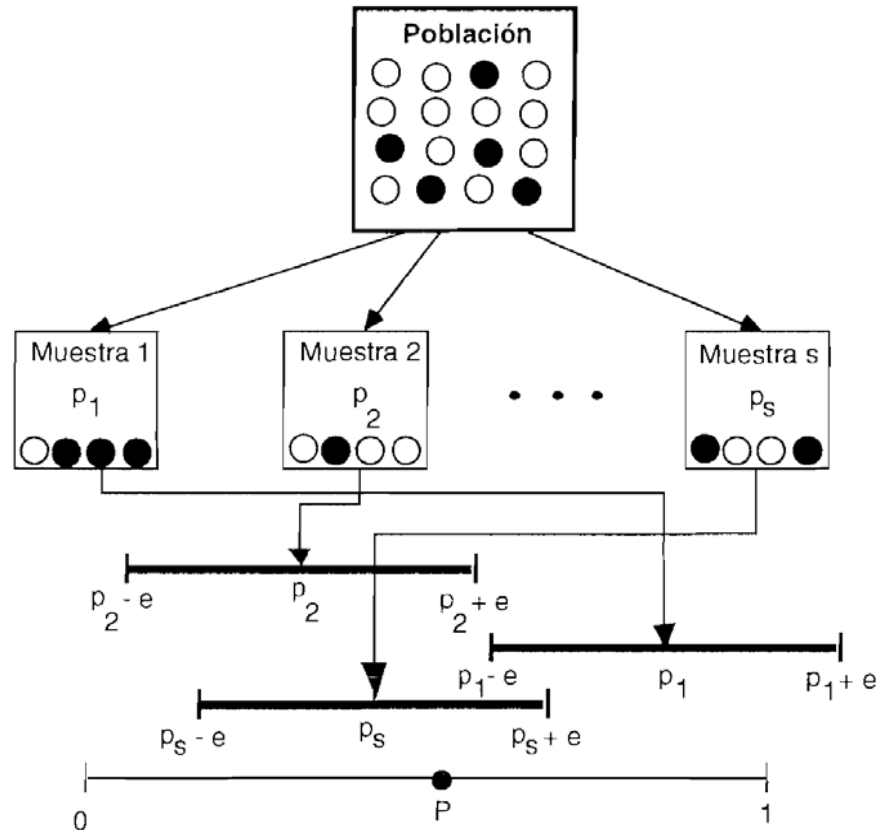 Población
Muestra 1
p1
Muestra 2
p2
Muestra s
ps
p2 - e
p2
p2 + e
p1 - e
p1
p1 + e
ps - e
ps
ps + e
0
P
1